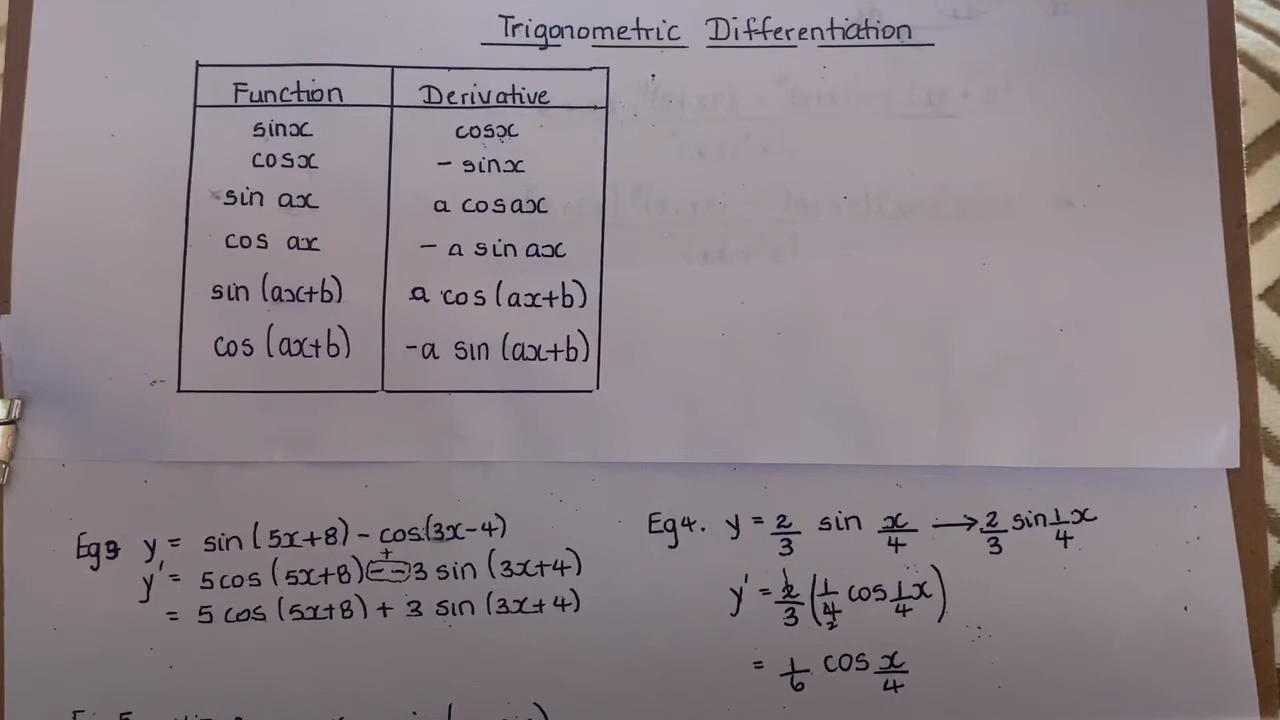 Trigonometric Differentiation
Function Derivative
sinx cosx
cosx - sinx
sin ax a cosax
cos ax - a sin ax
sin (ax+b) a cos (ax+b)
cos (ax+b) -a sin (ax+b)
Eg3 y = sin(5x+8) - cos(3x-4)
y' = 5cos (5x+8) - - 3 sin (3x+4)
+
= 5 cos (5x+8) + 3 sin (3x+4)
Eg4. y = 2/3 sin x/4 → 2/3 sin 1/4 x
y' = 2/3 (1/4 cos 1/4 x)
1
2
= 1/6 cos x/4